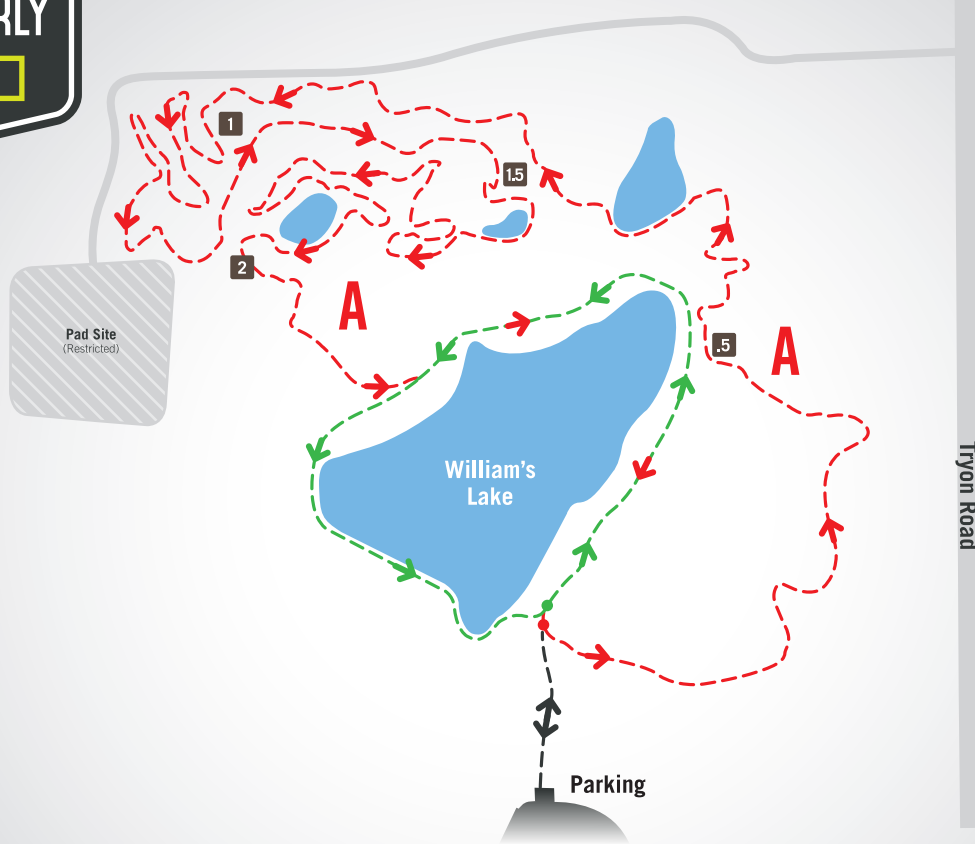 RLY
1
1.5
2
A
Pad Site
(Restricted)
.5
A
William's
Lake
Tryon Road
Parking